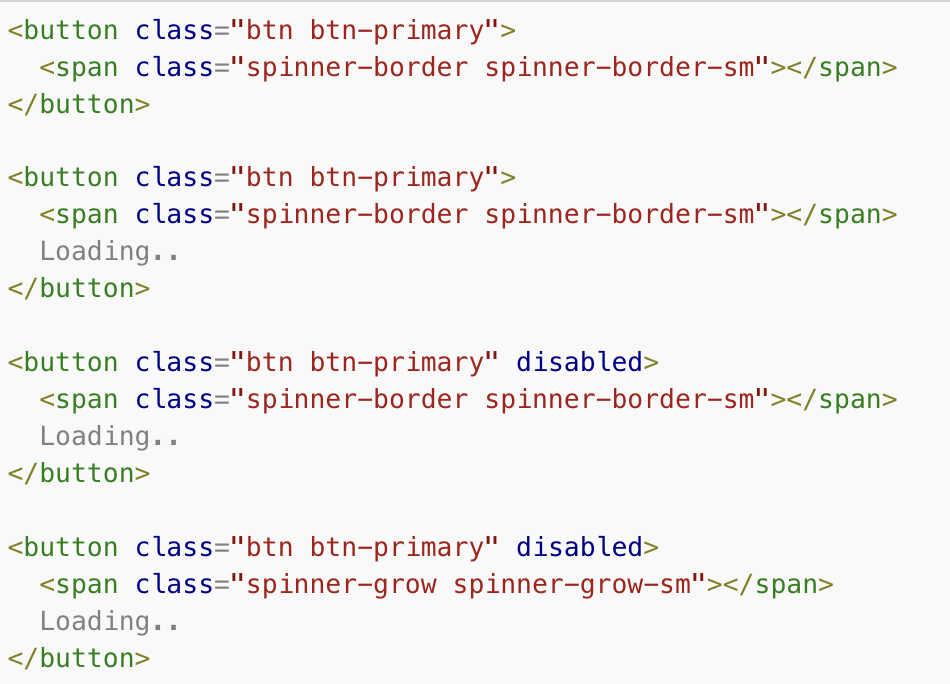 <button class="btn btn-primary">
  <span class="spinner-border spinner-border-sm"></span>
</button>

<button class="btn btn-primary">
  <span class="spinner-border spinner-border-sm"></span>
  Loading..
</button>

<button class="btn btn-primary" disabled>
  <span class="spinner-border spinner-border-sm"></span>
  Loading..
</button>

<button class="btn btn-primary" disabled>
  <span class="spinner-grow spinner-grow-sm"></span>
  Loading..
</button>